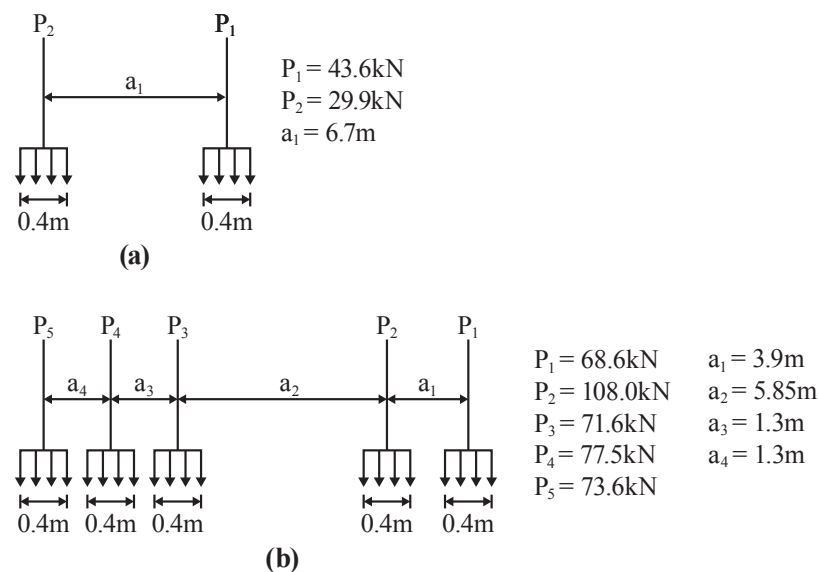 P₂ P₁
a₁
P₁ = 43.6kN
P₂ = 29.9kN
a₁ = 6.7m
0.4m 0.4m
(a)
P₅ P₄ P₃ P₂ P₁
a₄ a₃ a₂ a₁
P₁ = 68.6kN a₁ = 3.9m
P₂ = 108.0kN a₂ = 5.85m
P₃ = 71.6kN a₃ = 1.3m
P₄ = 77.5kN a₄ = 1.3m
P₅ = 73.6kN
0.4m 0.4m 0.4m 0.4m 0.4m
(b)